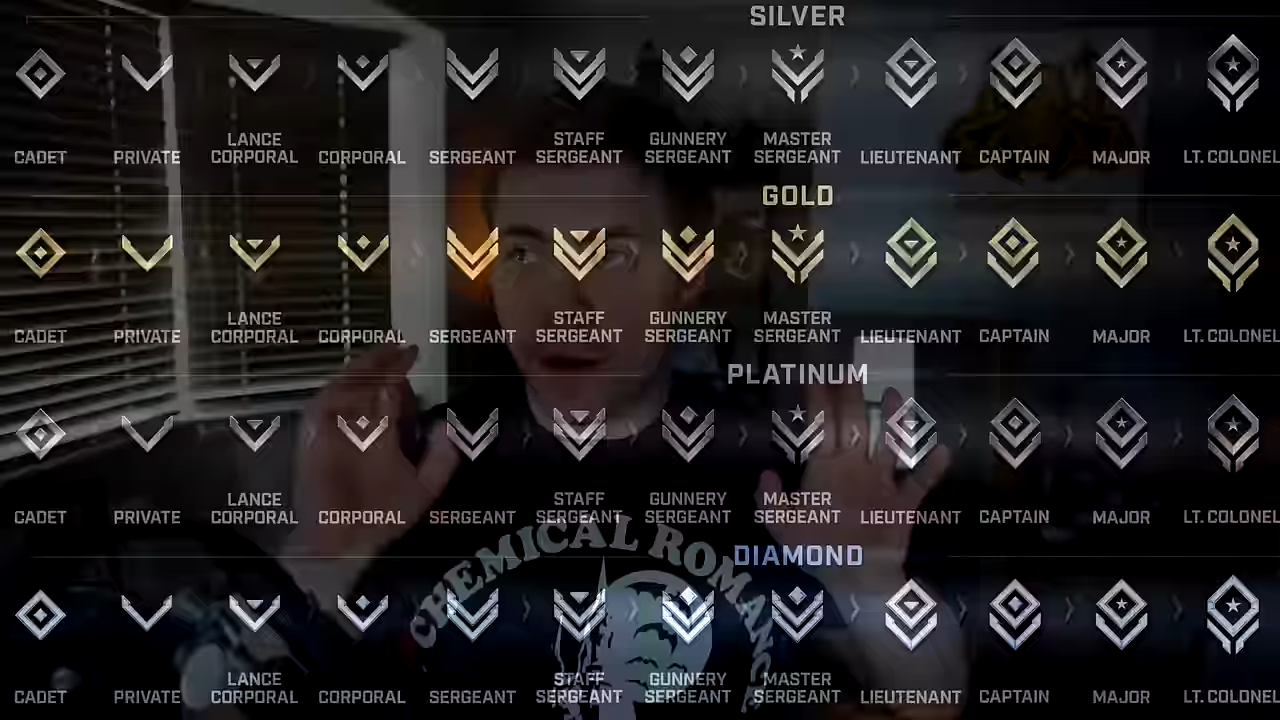 SILVER
CADET PRIVATE LANCE CORPORAL CORPORAL SERGEANT STAFF SERGEANT GUNNERY SERGEANT MASTER SERGEANT LIEUTENANT CAPTAIN MAJOR LT. COLONEL
GOLD
CADET PRIVATE LANCE CORPORAL CORPORAL SERGEANT STAFF SERGEANT GUNNERY SERGEANT MASTER SERGEANT LIEUTENANT CAPTAIN MAJOR LT. COLONEL
PLATINUM
CADET PRIVATE LANCE CORPORAL CORPORAL SERGEANT STAFF SERGEANT GUNNERY SERGEANT MASTER SERGEANT LIEUTENANT CAPTAIN MAJOR LT. COLONEL
CHEMICAL ROMANC
DIAMOND
CADET PRIVATE LANCE CORPORAL CORPORAL SERGEANT STAFF SERGEANT GUNNERY SERGEANT MASTER SERGEANT LIEUTENANT CAPTAIN MAJOR LT. COLONEL